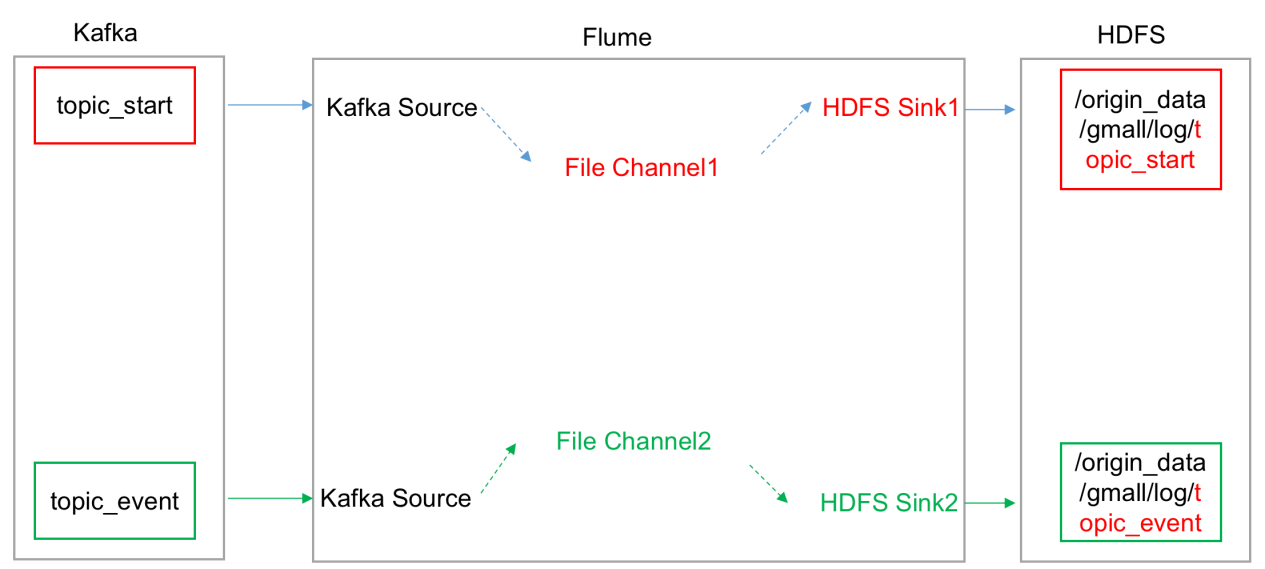 Kafka
Flume
HDFS
topic_start
Kafka Source
File Channel1
HDFS Sink1
/origin_data
/gmall/log/t
opic_start
topic_event
Kafka Source
File Channel2
HDFS Sink2
/origin_data
/gmall/log/t
opic_event